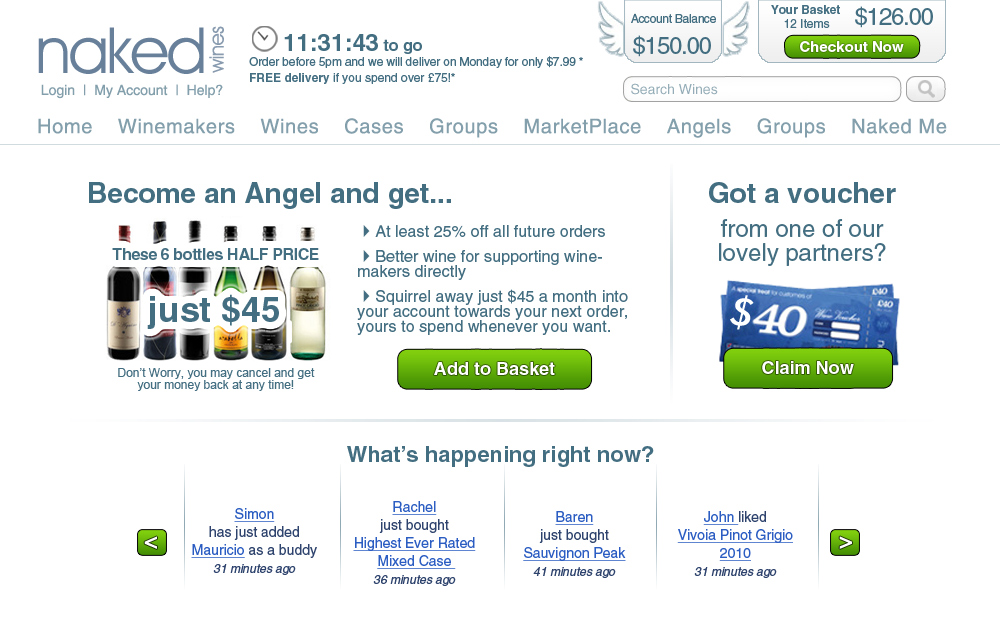 naked wines
Login | My Account | Help?
11:31:43 to go
Order before 5pm and we will deliver on Monday for only $7.99 *
FREE delivery if you spend over £75!*
Account Balance
$150.00
Your Basket
12 Items
$126.00
Checkout Now
Search Wines
Home Winemakers Wines Cases Groups MarketPlace Angels Groups Naked Me
Become an Angel and get...
These 6 bottles HALF PRICE
just $45
Don't Worry, you may cancel and get
your money back at any time!
At least 25% off all future orders
Better wine for supporting wine-
makers directly
Squirrel away just $45 a month into
your account towards your next order,
yours to spend whenever you want.
Add to Basket
Got a voucher
from one of our
lovely partners?
A special treat for customers of
£40
£40
$40
Wine Voucher
Claim Now
What's happening right now?
<
Simon
has just added
Mauricio as a buddy
31 minutes ago
Rachel
just bought
Highest Ever Rated
Mixed Case
36 minutes ago
Baren
just bought
Sauvignon Peak
41 minutes ago
John liked
Vivoia Pinot Grigio
2010
31 minutes ago
>